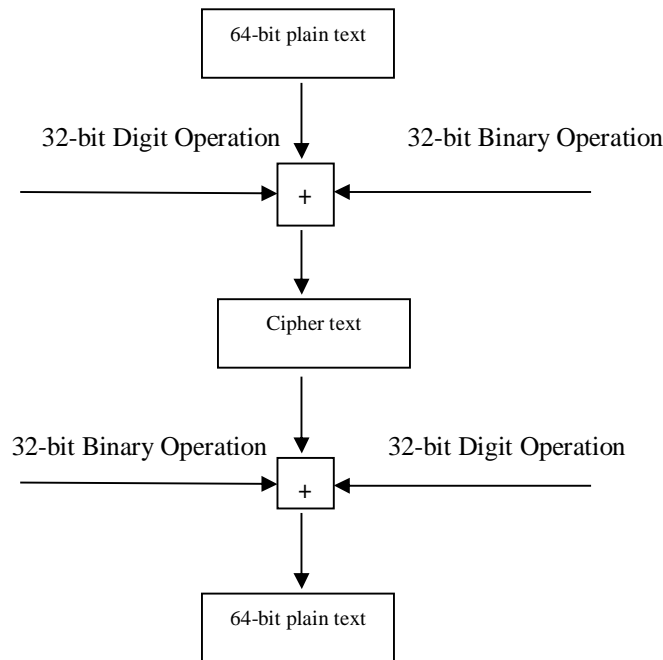 64-bit plain text
32-bit Digit Operation
32-bit Binary Operation
+
Cipher text
32-bit Binary Operation
32-bit Digit Operation
+
64-bit plain text